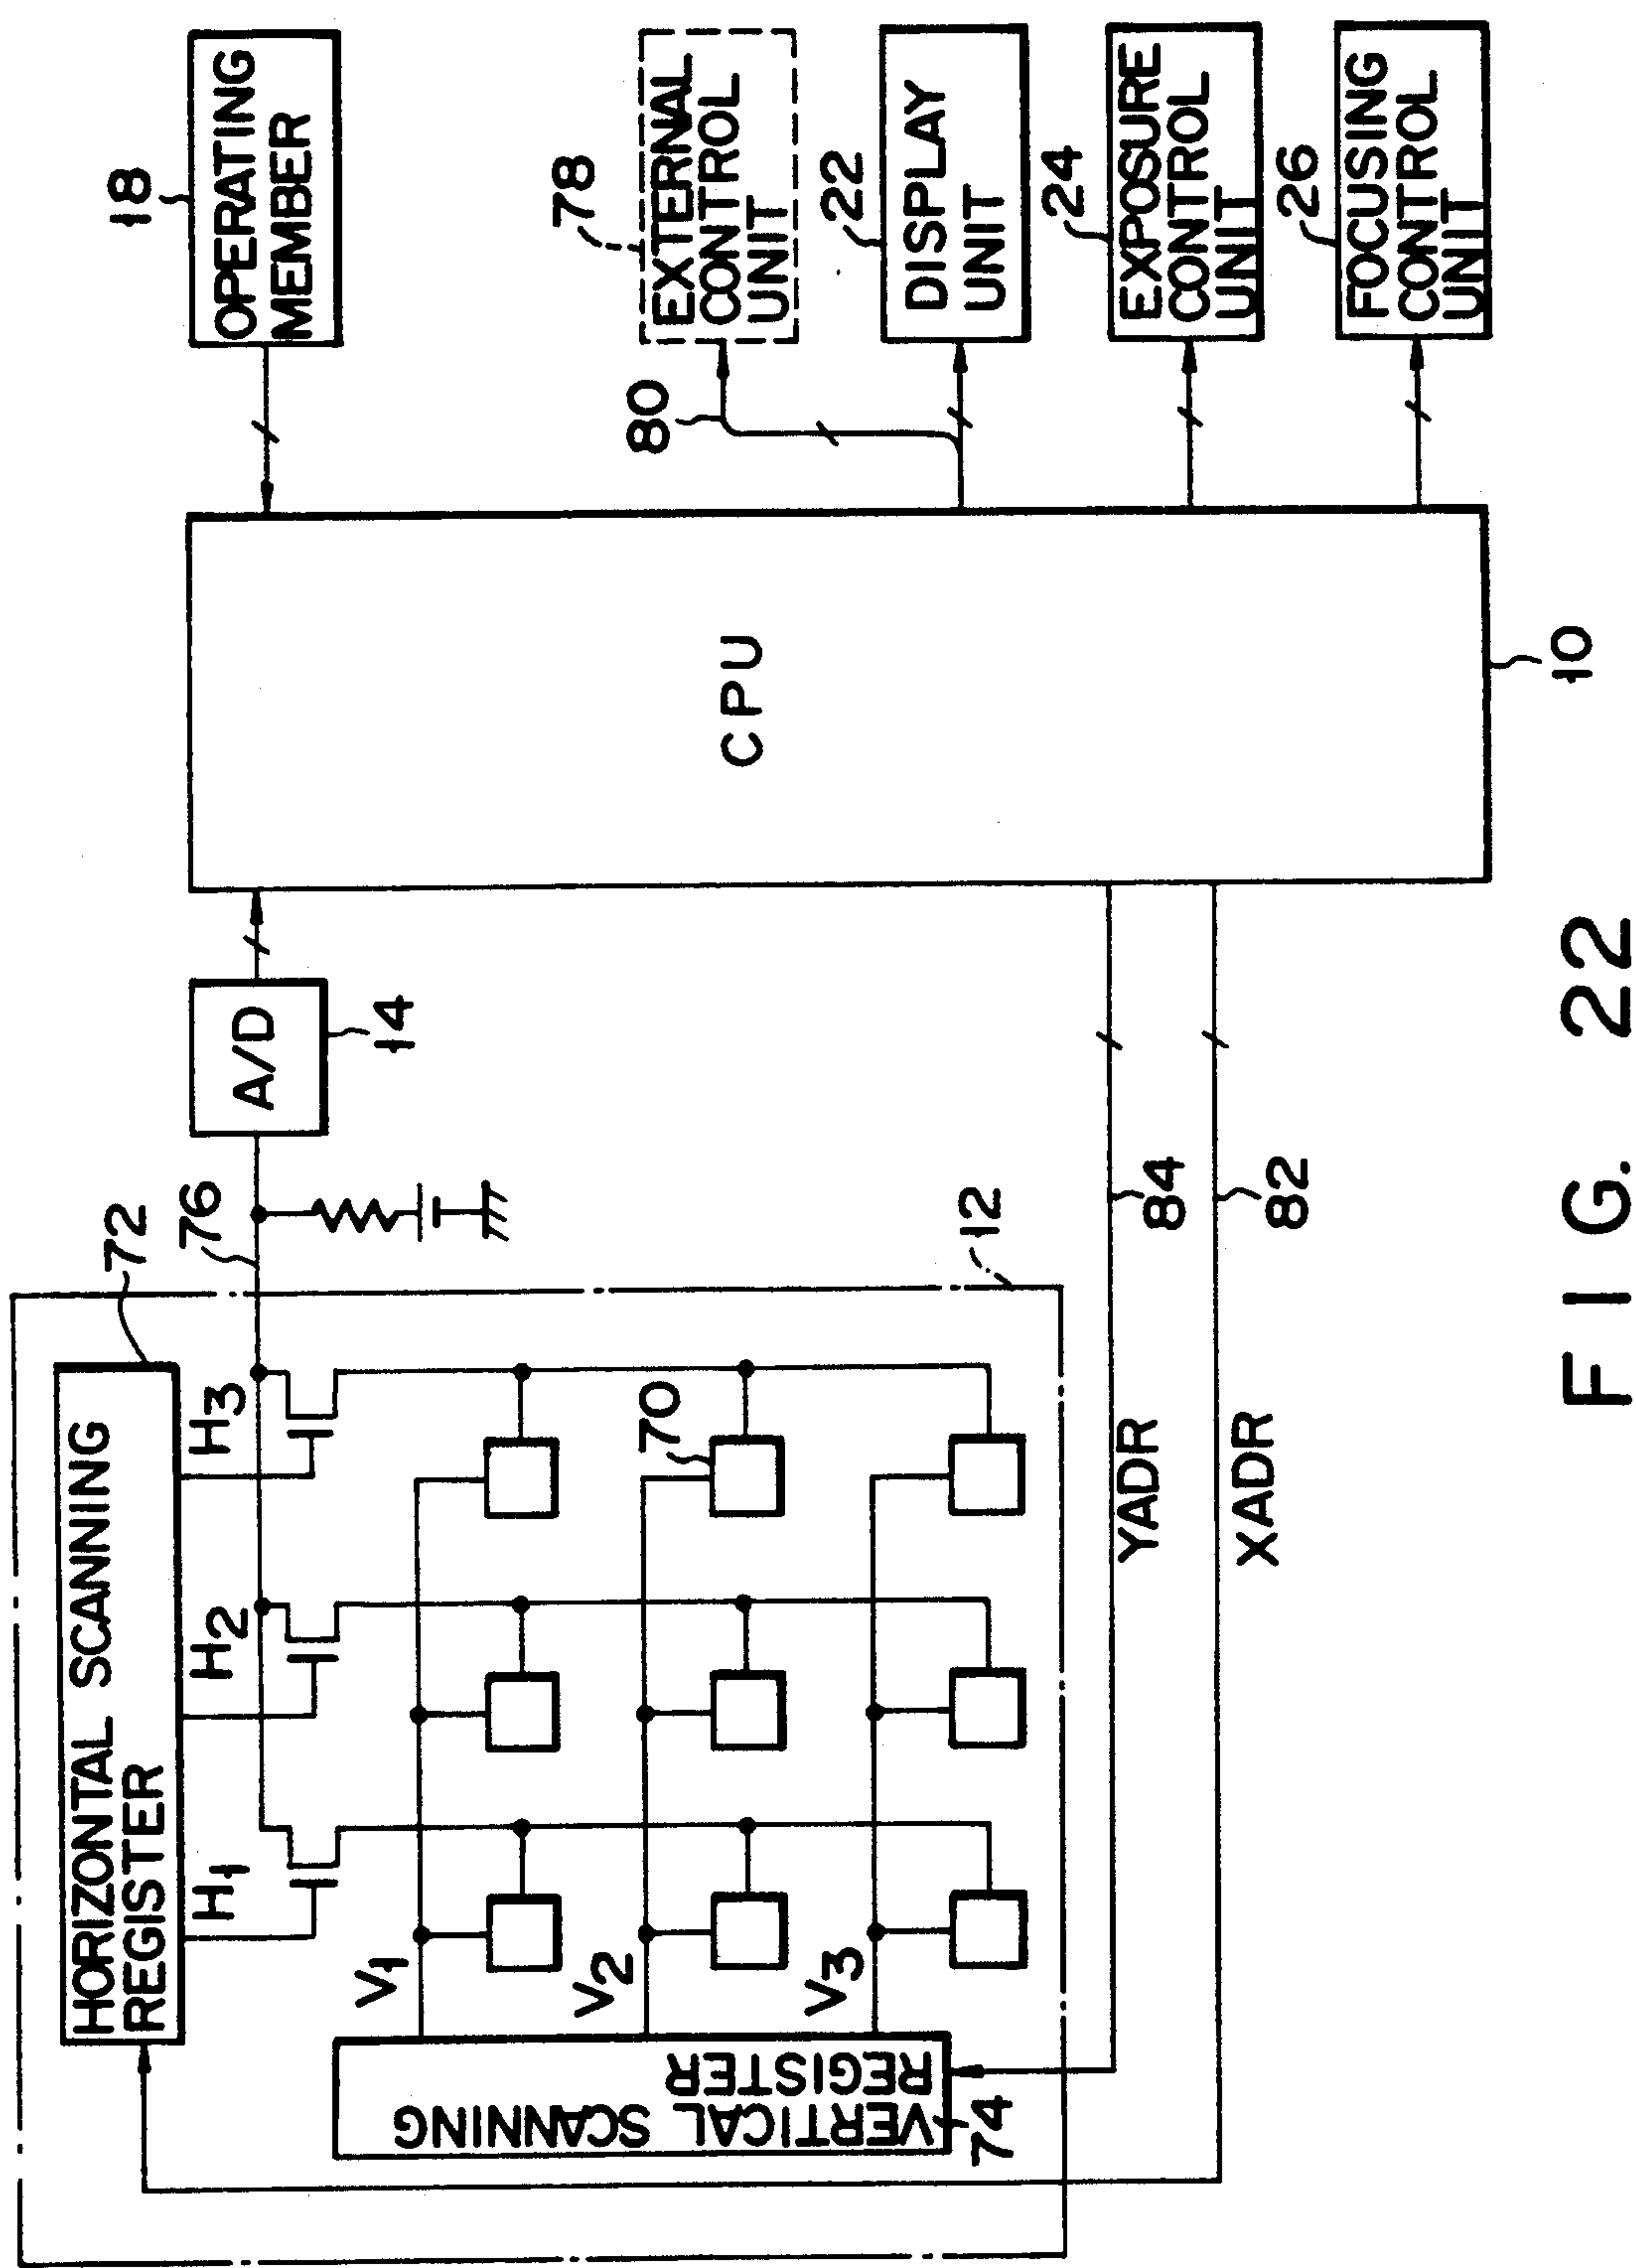 72
HORIZONTAL SCANNING
REGISTER
H1
H2
H3
76
A/D
14
V1
V2
V3
70
VERTICAL SCANNING
REGISTER
74
12
YADR
84
XADR
82
CPU
10
18
OPERATING
MEMBER
78
EXTERNAL
CONTROL
UNIT
80
22
DISPLAY
UNIT
24
EXPOSURE
CONTROL
UNIT
26
FOCUSING
CONTROL
UNIT
FIG. 22